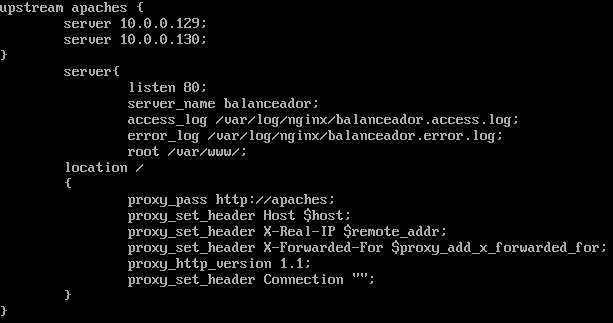 upstream apaches {
server 10.0.0.129;
server 10.0.0.130;
}
server{
listen 80;
server_name balanceador;
access_log /var/log/nginx/balanceador.access.log;
error_log /var/log/nginx/balanceador.error.log;
root /var/www/;
location /
{
proxy_pass http://apaches;
proxy_set_header Host $host;
proxy_set_header X-Real-IP $remote_addr;
proxy_set_header X-Forwarded-For $proxy_add_x_forwarded_for;
proxy_http_version 1.1;
proxy_set_header Connection "";
}
}